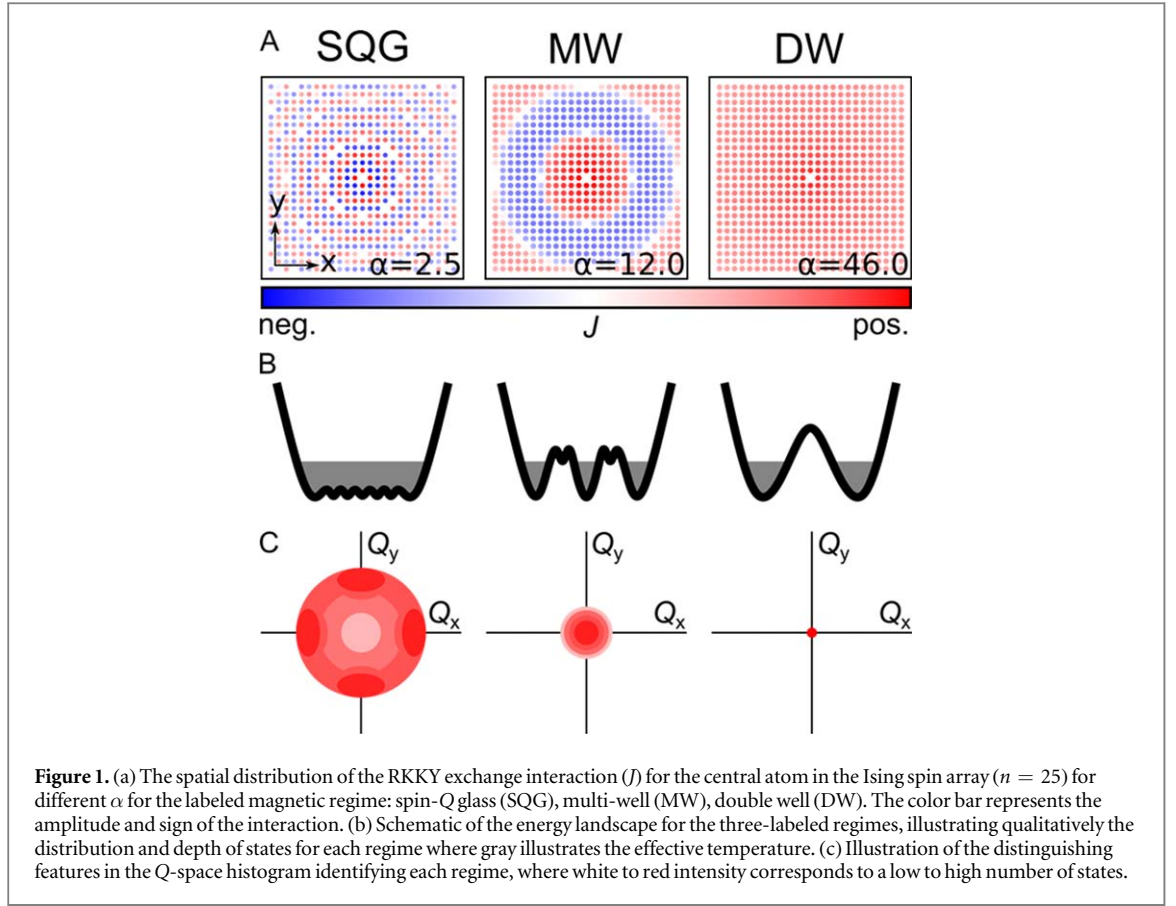 A
SQG MW DW
y
x
α=2.5 α=12.0 α=46.0
neg. J pos.
B
C
Qy Qy Qy
Qx Qx Qx
Figure 1. (a) The spatial distribution of the RKKY exchange interaction (J) for the central atom in the Ising spin array (n = 25) for
different α for the labeled magnetic regime: spin-Q glass (SQG), multi-well (MW), double well (DW). The color bar represents the
amplitude and sign of the interaction. (b) Schematic of the energy landscape for the three-labeled regimes, illustrating qualitatively the
distribution and depth of states for each regime where gray illustrates the effective temperature. (c) Illustration of the distinguishing
features in the Q-space histogram identifying each regime, where white to red intensity corresponds to a low to high number of states.